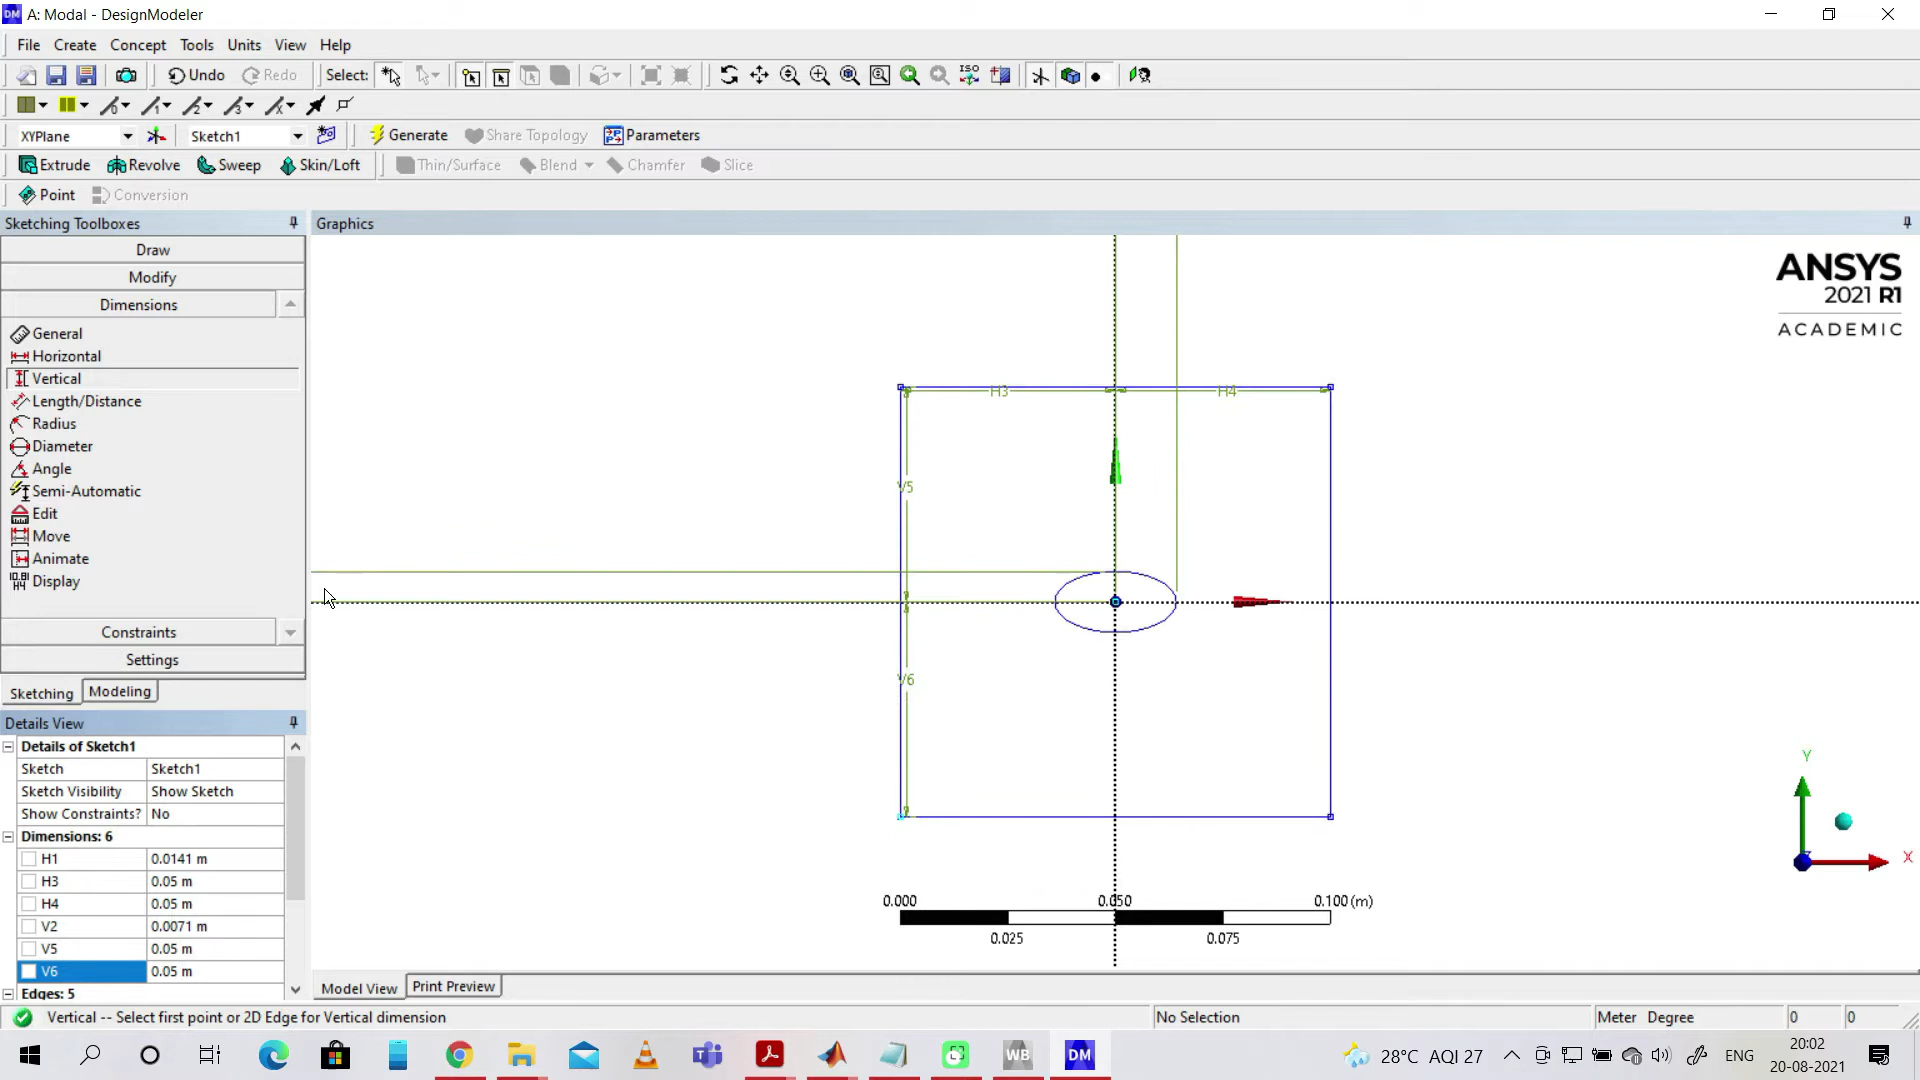 A: Modal - DesignModeler
File Create Concept Tools Units View Help
Undo Redo Select: ISO
XYPlane Sketch1 Generate Share Topology Parameters
Extrude Revolve Sweep Skin/Loft Thin/Surface Blend Chamfer Slice
Point Conversion
Sketching Toolboxes
Draw
Modify
Dimensions
General
Horizontal
Vertical
Length/Distance
Radius
Diameter
Angle
Semi-Automatic
Edit
Move
Animate
Display
Constraints
Settings
Sketching Modeling
Details View
Details of Sketch1
Sketch Sketch1
Sketch Visibility Show Sketch
Show Constraints? No
Dimensions: 6
H1 0.0141 m
H3 0.05 m
H4 0.05 m
V2 0.0071 m
V5 0.05 m
V6 0.05 m
Edges: 5
Graphics
ANSYS
2021 R1
ACADEMIC
H3 H4
V5
V6
Y
X
0.000 0.050 0.100 (m)
0.025 0.075
Model View Print Preview
Vertical -- Select first point or 2D Edge for Vertical dimension No Selection Meter Degree 0 0
WB DM 28°C AQI 27 ENG 20:02
20-08-2021